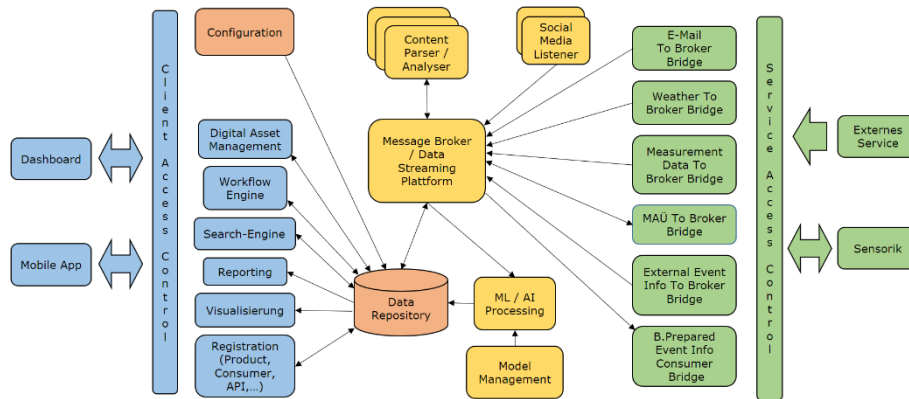 Dashboard
Mobile App
Client Access Control
Configuration
Digital Asset
Management
Workflow
Engine
Search-Engine
Reporting
Visualisierung
Registration
(Product,
Consumer,
API,...)
Content
Parser /
Analyser
Social
Media
Listener
Message Broker
/ Data
Streaming
Plattform
Data
Repository
ML / AI
Processing
Model
Management
E-Mail
To Broker
Bridge
Weather To
Broker Bridge
Measurement
Data To
Broker Bridge
MAÜ To Broker
Bridge
External Event
Info To Broker
Bridge
B.Prepared
Event Info
Consumer
Bridge
Service Access Control
Externes
Service
Sensorik